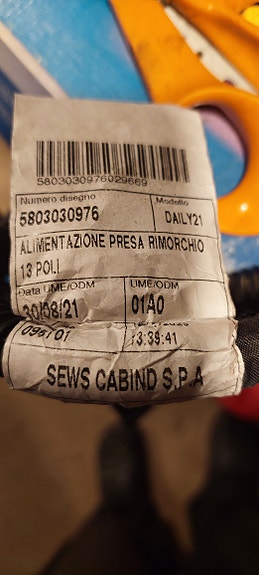 5803030976029669
Numero disegno Modello
5803030976 DAILY21
ALIMENTAZIONE PRESA RIMORCHIO
13 POLI
Data UME/ODM UME/ODM
30/08/21 01A0
095701 13:39:41
SEWS CABIND S.P.A